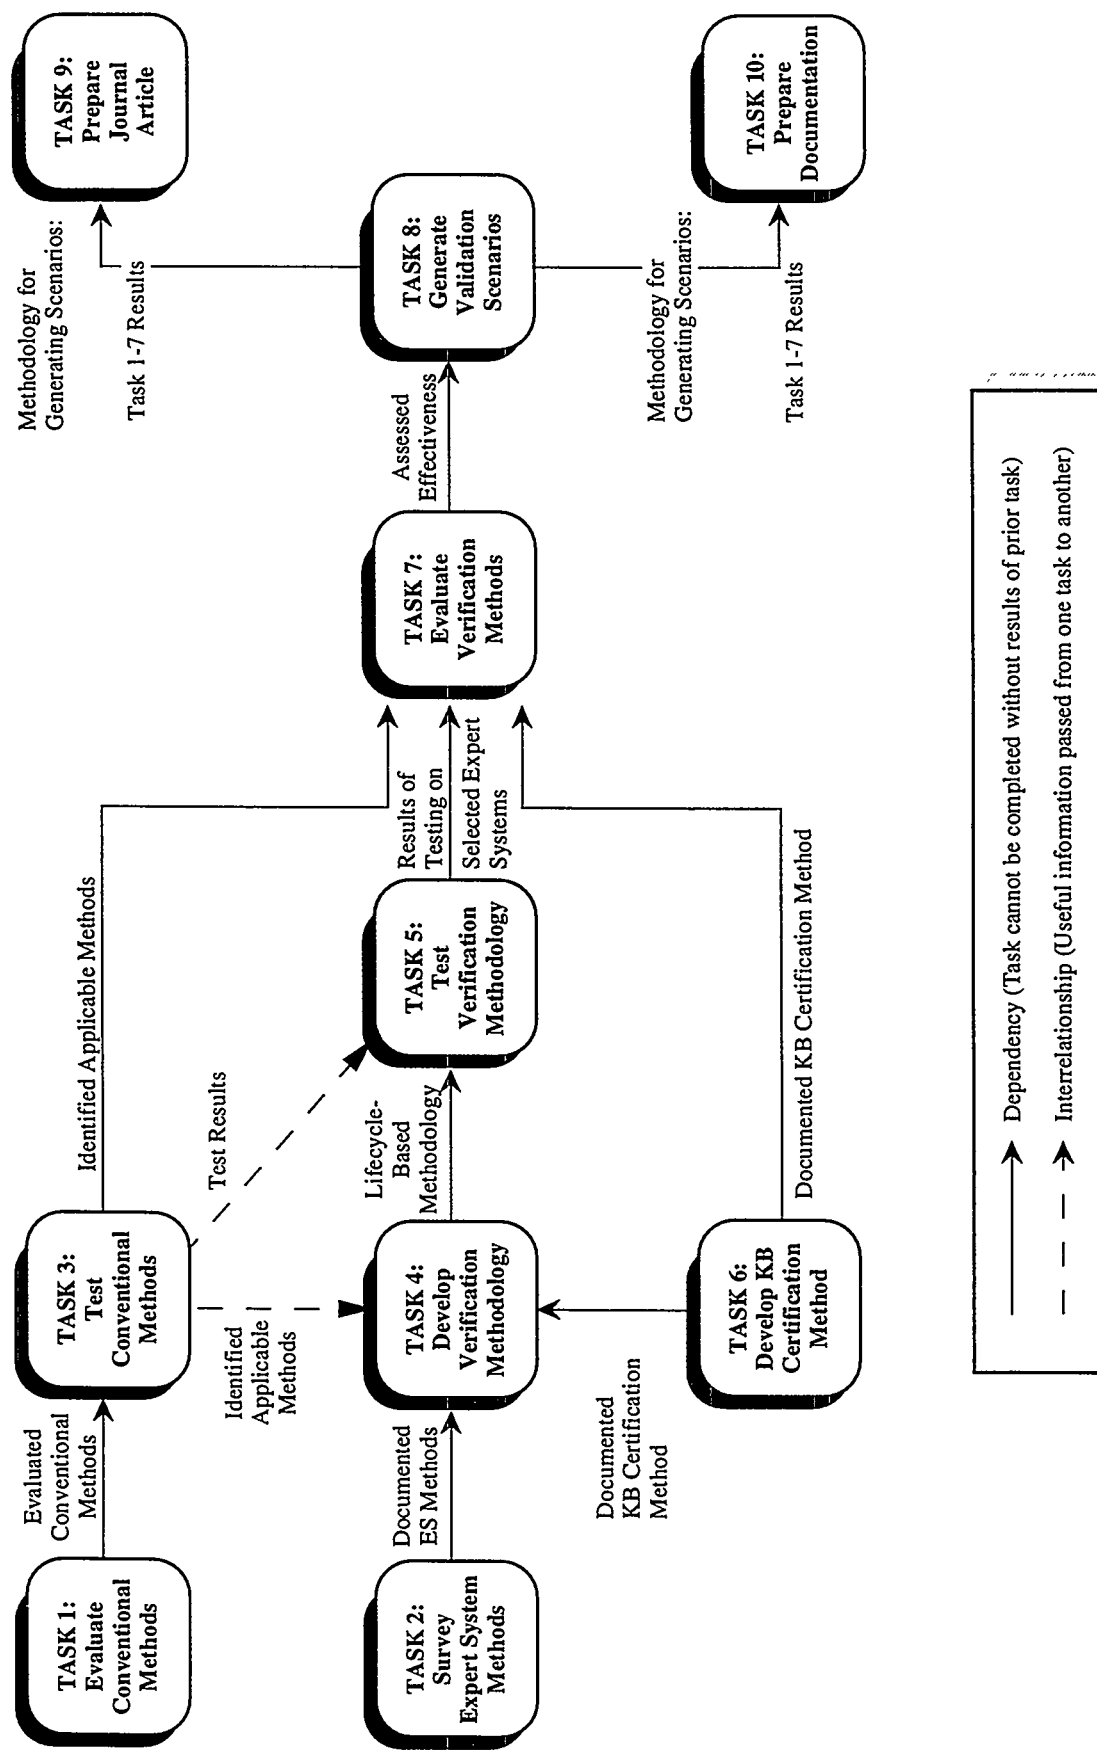 TASK 1:
Evaluate
Conventional
Methods
Evaluated
Conventional
Methods
TASK 3:
Test
Conventional
Methods
Identified Applicable Methods
Test Results
Identified
Applicable
Methods
TASK 2:
Survey
Expert System
Methods
Documented
ES Methods
TASK 4:
Develop
Verification
Methodology
Lifecycle-
Based
Methodology
TASK 5:
Test
Verification
Methodology
Results of
Testing on
Selected Expert
Systems
TASK 7:
Evaluate
Verification
Methods
Assessed
Effectiveness
TASK 8:
Generate
Validation
Scenarios
Methodology for
Generating Scenarios:
Task 1-7 Results
TASK 9:
Prepare
Journal
Article
Documented
KB Certification
Method
TASK 6:
Develop KB
Certification
Method
Documented KB Certification Method
Methodology for
Generating Scenarios:
Task 1-7 Results
TASK 10:
Prepare
Documentation
Dependency (Task cannot be completed without results of prior task)
Interrelationship (Useful information passed from one task to another)